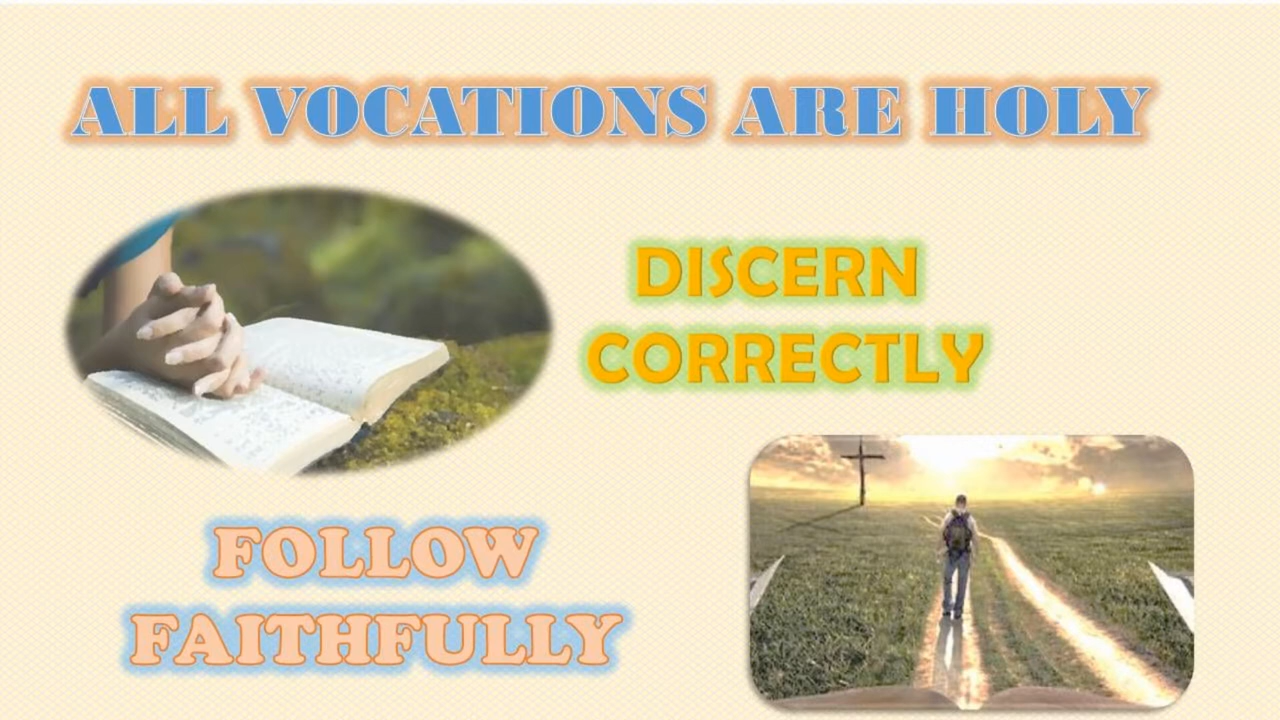 ALL VOCATIONS ARE HOLY
DISCERN
CORRECTLY
FOLLOW
FAITHFULLY